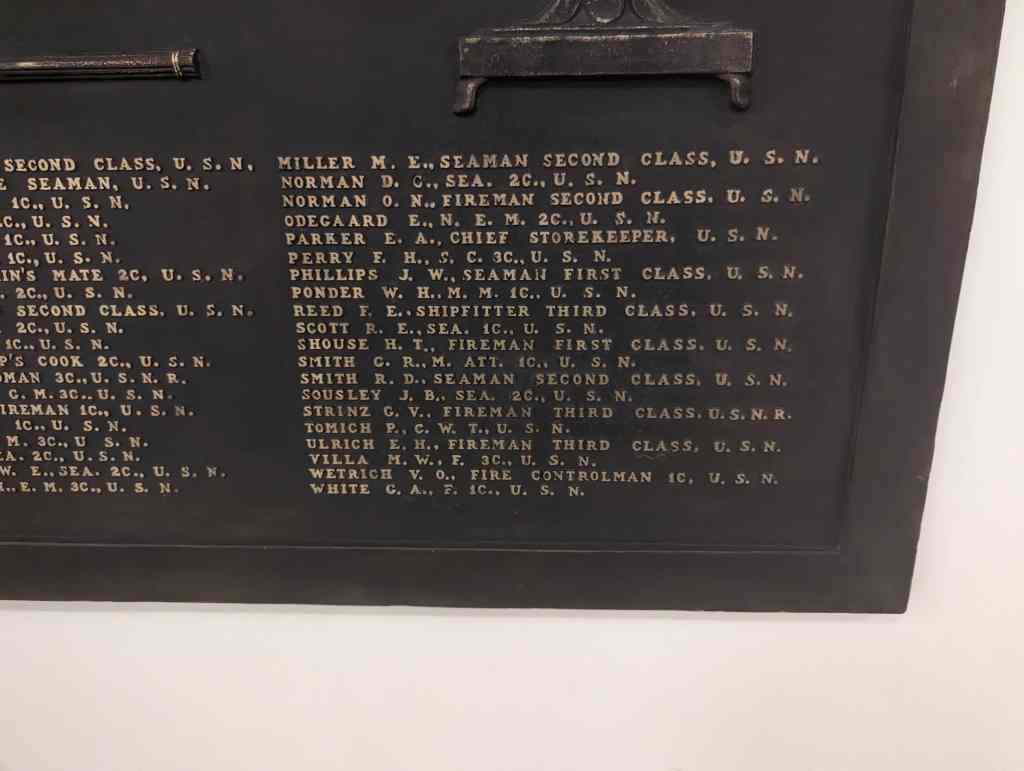 SECOND CLASS, U. S. N.
SEAMAN, U. S. N.
1C., U. S. N.
C., U. S. N.
1C., U. S. N.
1C., U. S. N.
IN'S MATE 2C, U. S. N.
2C., U. S. N.
SECOND CLASS, U. S. N.
2C., U. S. N.
1C., U. S. N.
P'S COOK 2C., U. S. N.
MAN 3C., U. S. N. R.
C. M. 3C., U. S. N.
IREMAN 1C., U. S. N.
1C., U. S. N.
M. 3C., U. S. N.
A. 2C., U. S. N.
W. E., SEA. 2C., U. S. N.
E. M. 3C., U. S. N.
MILLER M. E., SEAMAN SECOND CLASS, U. S. N.
NORMAN D. C., SEA. 2C., U. S. N.
NORMAN O. N., FIREMAN SECOND CLASS, U. S. N.
ODEGAARD E., N. E. M. 2C., U. S. N.
PARKER E. A., CHIEF STOREKEEPER, U. S. N.
PERRY F. H., S. C. 3C., U. S. N.
PHILLIPS J. W., SEAMAN FIRST CLASS, U. S. N.
PONDER W. H., M. M. 1C., U. S. N.
REED F. E., SHIPFITTER THIRD CLASS, U. S. N.
SCOTT R. E., SEA. 1C., U. S. N.
SHOUSE H. T., FIREMAN FIRST CLASS, U. S. N.
SMITH G. R., M. ATT. 1C., U. S. N.
SMITH R. D., SEAMAN SECOND CLASS, U. S. N.
SOUSLEY J. B., SEA. 2C., U. S. N.
STRINZ G. V., FIREMAN THIRD CLASS, U. S. N. R.
TOMICH P., C. W. T., U. S. N.
ULRICH E. H., FIREMAN THIRD CLASS, U. S. N.
VILLA M. W., F. 3C., U. S. N.
WETRICH V. O., FIRE CONTROLMAN 1C, U. S. N.
WHITE G. A., F. 1C., U. S. N.